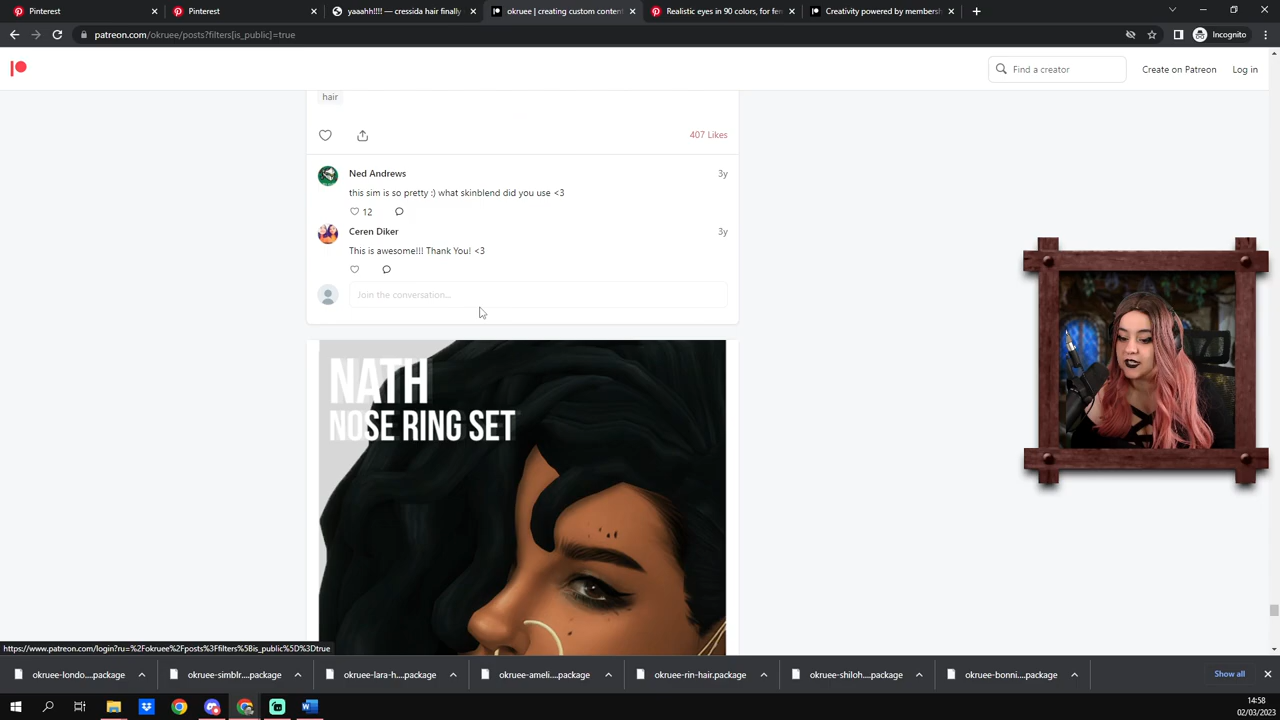 Pinterest
Pinterest
yaaahh!!!! — cressida hair finally
okruee | creating custom content
Realistic eyes in 90 colors, for fem
Creativity powered by membersh
patreon.com/okruee/posts?filters[is_public]=true
Incognito
Find a creator
Create on Patreon
Log in
hair
407 Likes
Ned Andrews
3y
this sim is so pretty :) what skinblend did you use <3
12
Ceren Diker
3y
This is awesome!!! Thank You! <3
Join the conversation...
NATH
NOSE RING SET
https://www.patreon.com/login?ru=%2Fokruee%2Fposts%3Ffilters%5Bis_public%5D%3Dtrue
okruee-londo....package
okruee-simblr....package
okruee-lara-h....package
okruee-ameli....package
okruee-rin-hair.package
okruee-shiloh....package
okruee-bonni....package
Show all
14:58
02/03/2023